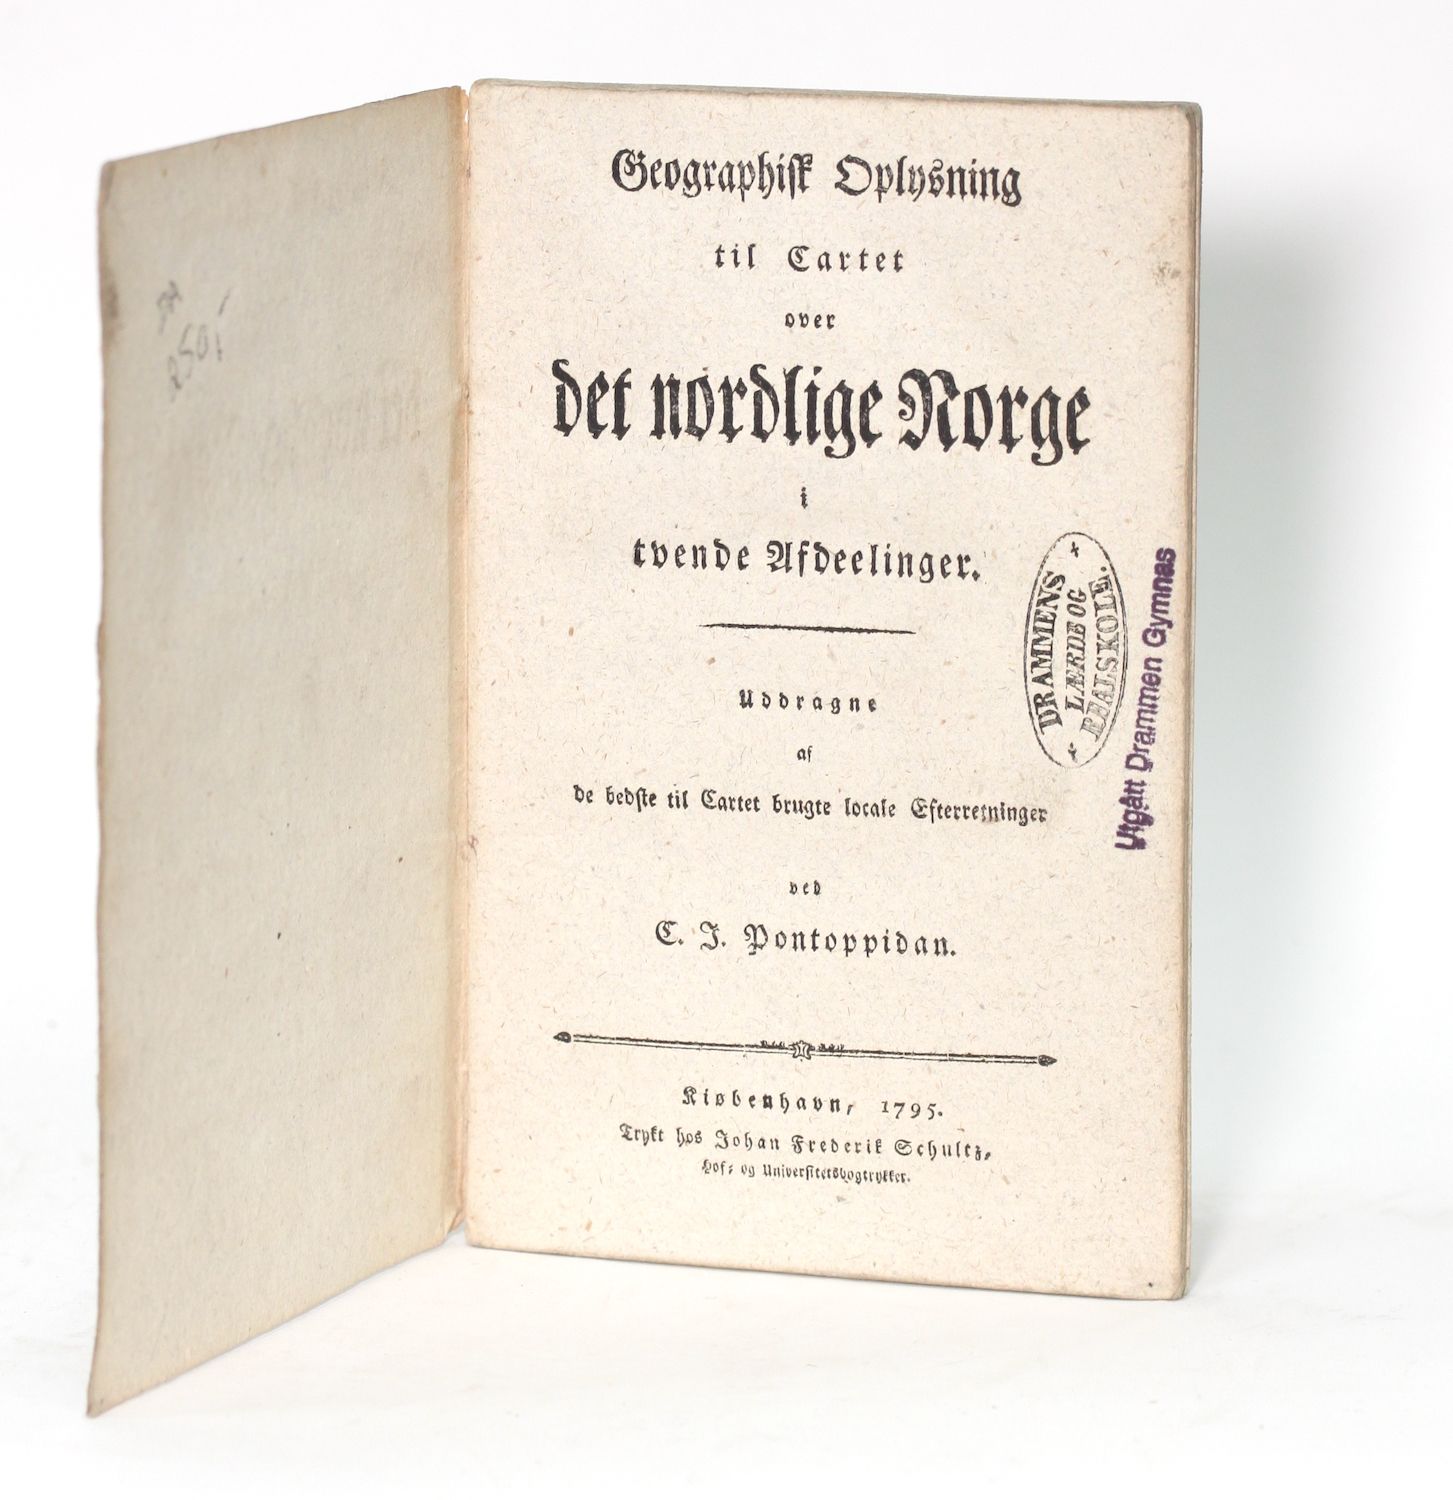 Geographisk Oplysning
til Cartet
over
det nordlige Norge
i
tvende Afdeelinger.
Uddragne
af
de bedste til Cartet brugte locale Efterretninger
ved
C. J. Pontoppidan.
Kiøbenhavn, 1795.
Trykt hos Johan Frederik Schultz,
Hof- og Universitetsbogtrykker.
DRAMMENS
LÆRDE OG
REALSKOLE.
Utgått Drammen Gymnas